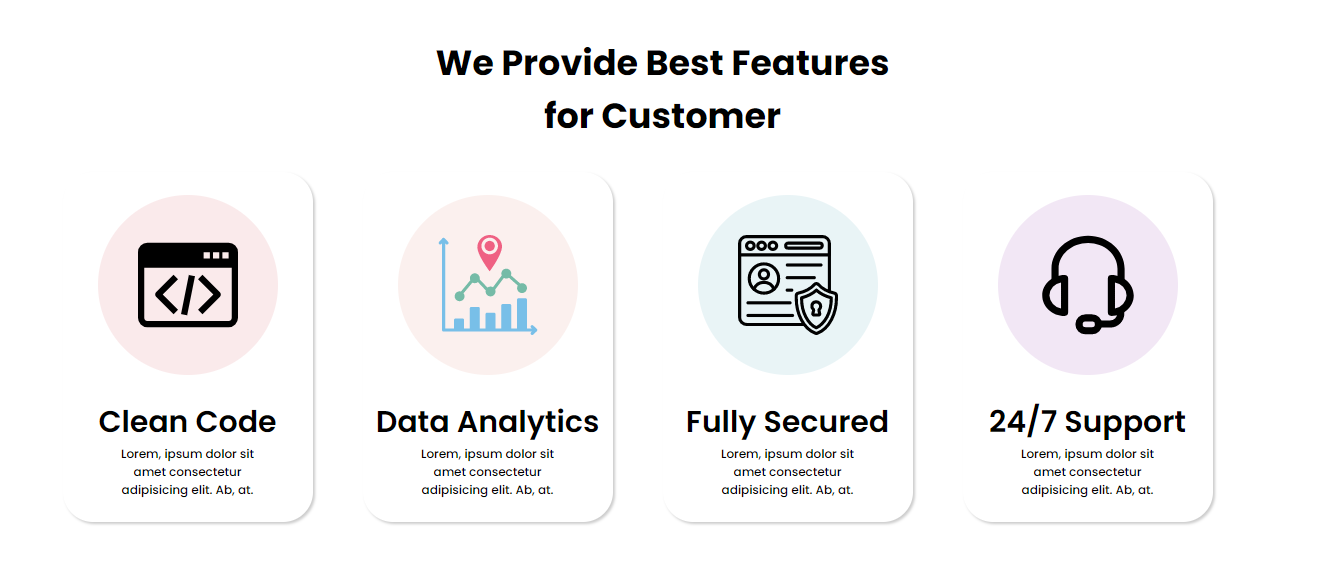 We Provide Best Features
for Customer
Clean Code
Lorem, ipsum dolor sit
amet consectetur
adipisicing elit. Ab, at.
Data Analytics
Lorem, ipsum dolor sit
amet consectetur
adipisicing elit. Ab, at.
Fully Secured
Lorem, ipsum dolor sit
amet consectetur
adipisicing elit. Ab, at.
24/7 Support
Lorem, ipsum dolor sit
amet consectetur
adipisicing elit. Ab, at.